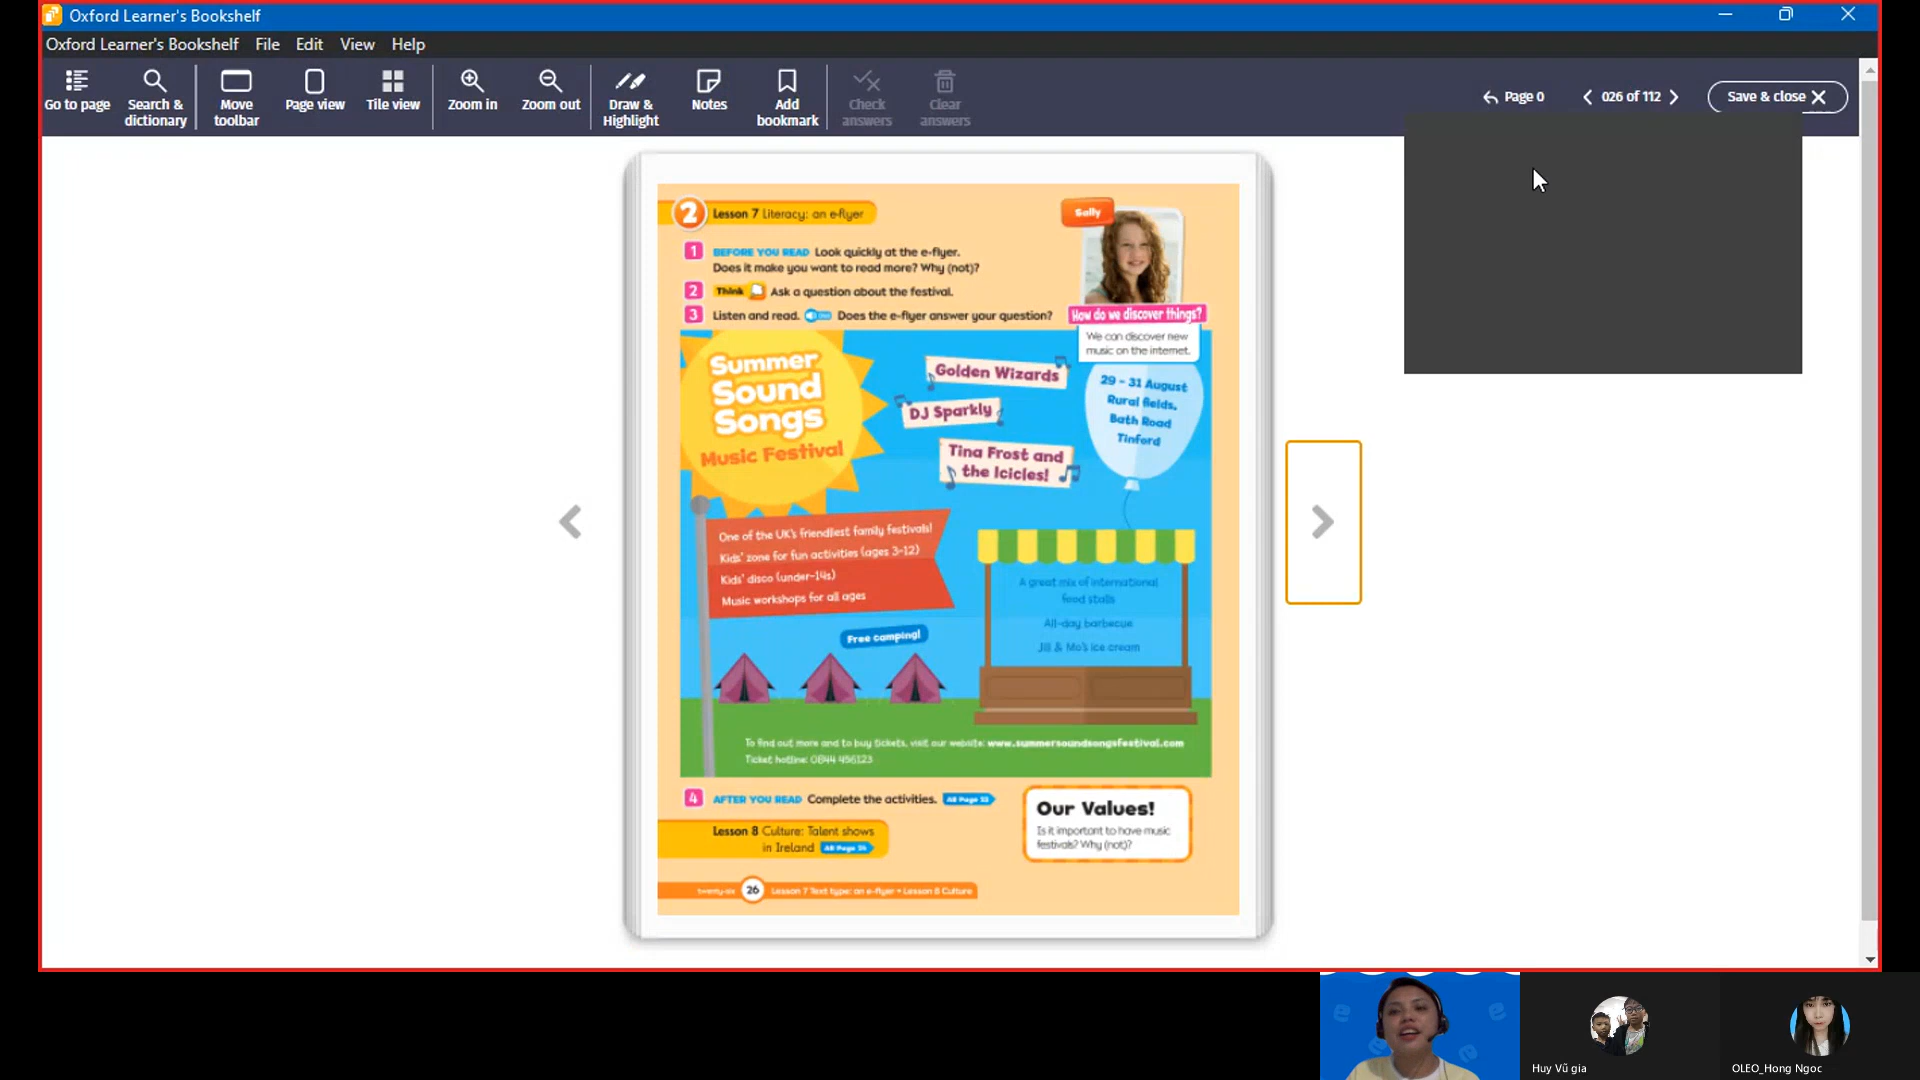 Oxford Learner's Bookshelf
Oxford Learner's Bookshelf File Edit View Help
Go to page
Search & dictionary
Move toolbar
Page view
Tile view
Zoom in
Zoom out
Draw & Highlight
Notes
Add bookmark
Check answers
Clear answers
Page 0
026 of 112
Save & close
2 Lesson 7 Literacy: an e-flyer
Sally
1 BEFORE YOU READ Look quickly at the e-flyer.
Does it make you want to read more? Why (not)?
2 Think Ask a question about the festival.
3 Listen and read. Does the e-flyer answer your question?
How do we discover things?
We can discover new
music on the internet.
Summer
Sound
Songs
Music Festival
Golden Wizards
DJ Sparkly
Tina Frost and
the Icicles!
29 - 31 August
Rural fields,
Bath Road
Tinford
One of the UK's friendliest family festivals!
Kids' zone for fun activities (ages 3-12)
Kids' disco (under-14s)
Music workshops for all ages
Free camping!
A great mix of international
food stalls
All-day barbecue
Jill & Mo's ice cream
To find out more and to buy tickets, visit our website: www.summersoundsongsfestival.com
Ticket hotline: 0844 456123
4 AFTER YOU READ Complete the activities.
Our Values!
Is it important to have music
festivals? Why (not)?
Lesson 8 Culture: Talent shows
in Ireland
twenty-six 26 Lesson 7 Text type: an e-flyer • Lesson 8 Culture
Huy Vũ gia
OLEO_Hong Ngoc